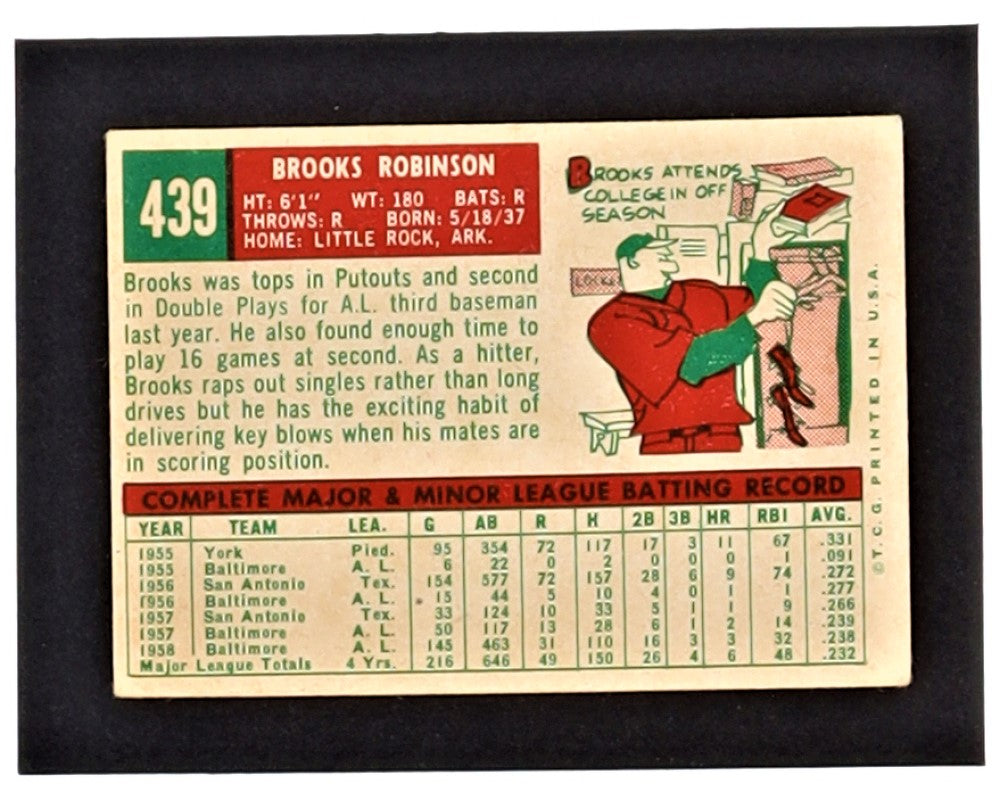 439
BROOKS ROBINSON
HT: 6'1" WT: 180 BATS: R
THROWS: R BORN: 5/18/37
HOME: LITTLE ROCK, ARK.
Brooks was tops in Putouts and second
in Double Plays for A.L. third baseman
last year. He also found enough time to
play 16 games at second. As a hitter,
Brooks raps out singles rather than long
drives but he has the exciting habit of
delivering key blows when his mates are
in scoring position.
BROOKS ATTENDS
COLLEGE IN OFF
SEASON
LOCKE
COMPLETE MAJOR & MINOR LEAGUE BATTING RECORD
YEAR TEAM LEA. G AB R H 2B 3B HR RBI AVG.
1955 York Pied. 95 354 72 117 17 3 11 67 .331
1955 Baltimore A. L. 6 22 0 2 0 0 0 1 .091
1956 San Antonio Tex. 154 577 72 157 28 6 9 74 .272
1956 Baltimore A. L. 15 44 5 10 4 0 1 1 .277
1957 San Antonio Tex. 33 124 10 33 5 1 1 9 .266
1957 Baltimore A. L. 50 117 13 28 6 1 2 14 .239
1958 Baltimore A. L. 145 463 31 110 16 3 3 32 .238
Major League Totals 4 Yrs. 216 646 49 150 26 4 6 48 .232
© T. C. G. PRINTED IN U.S.A.